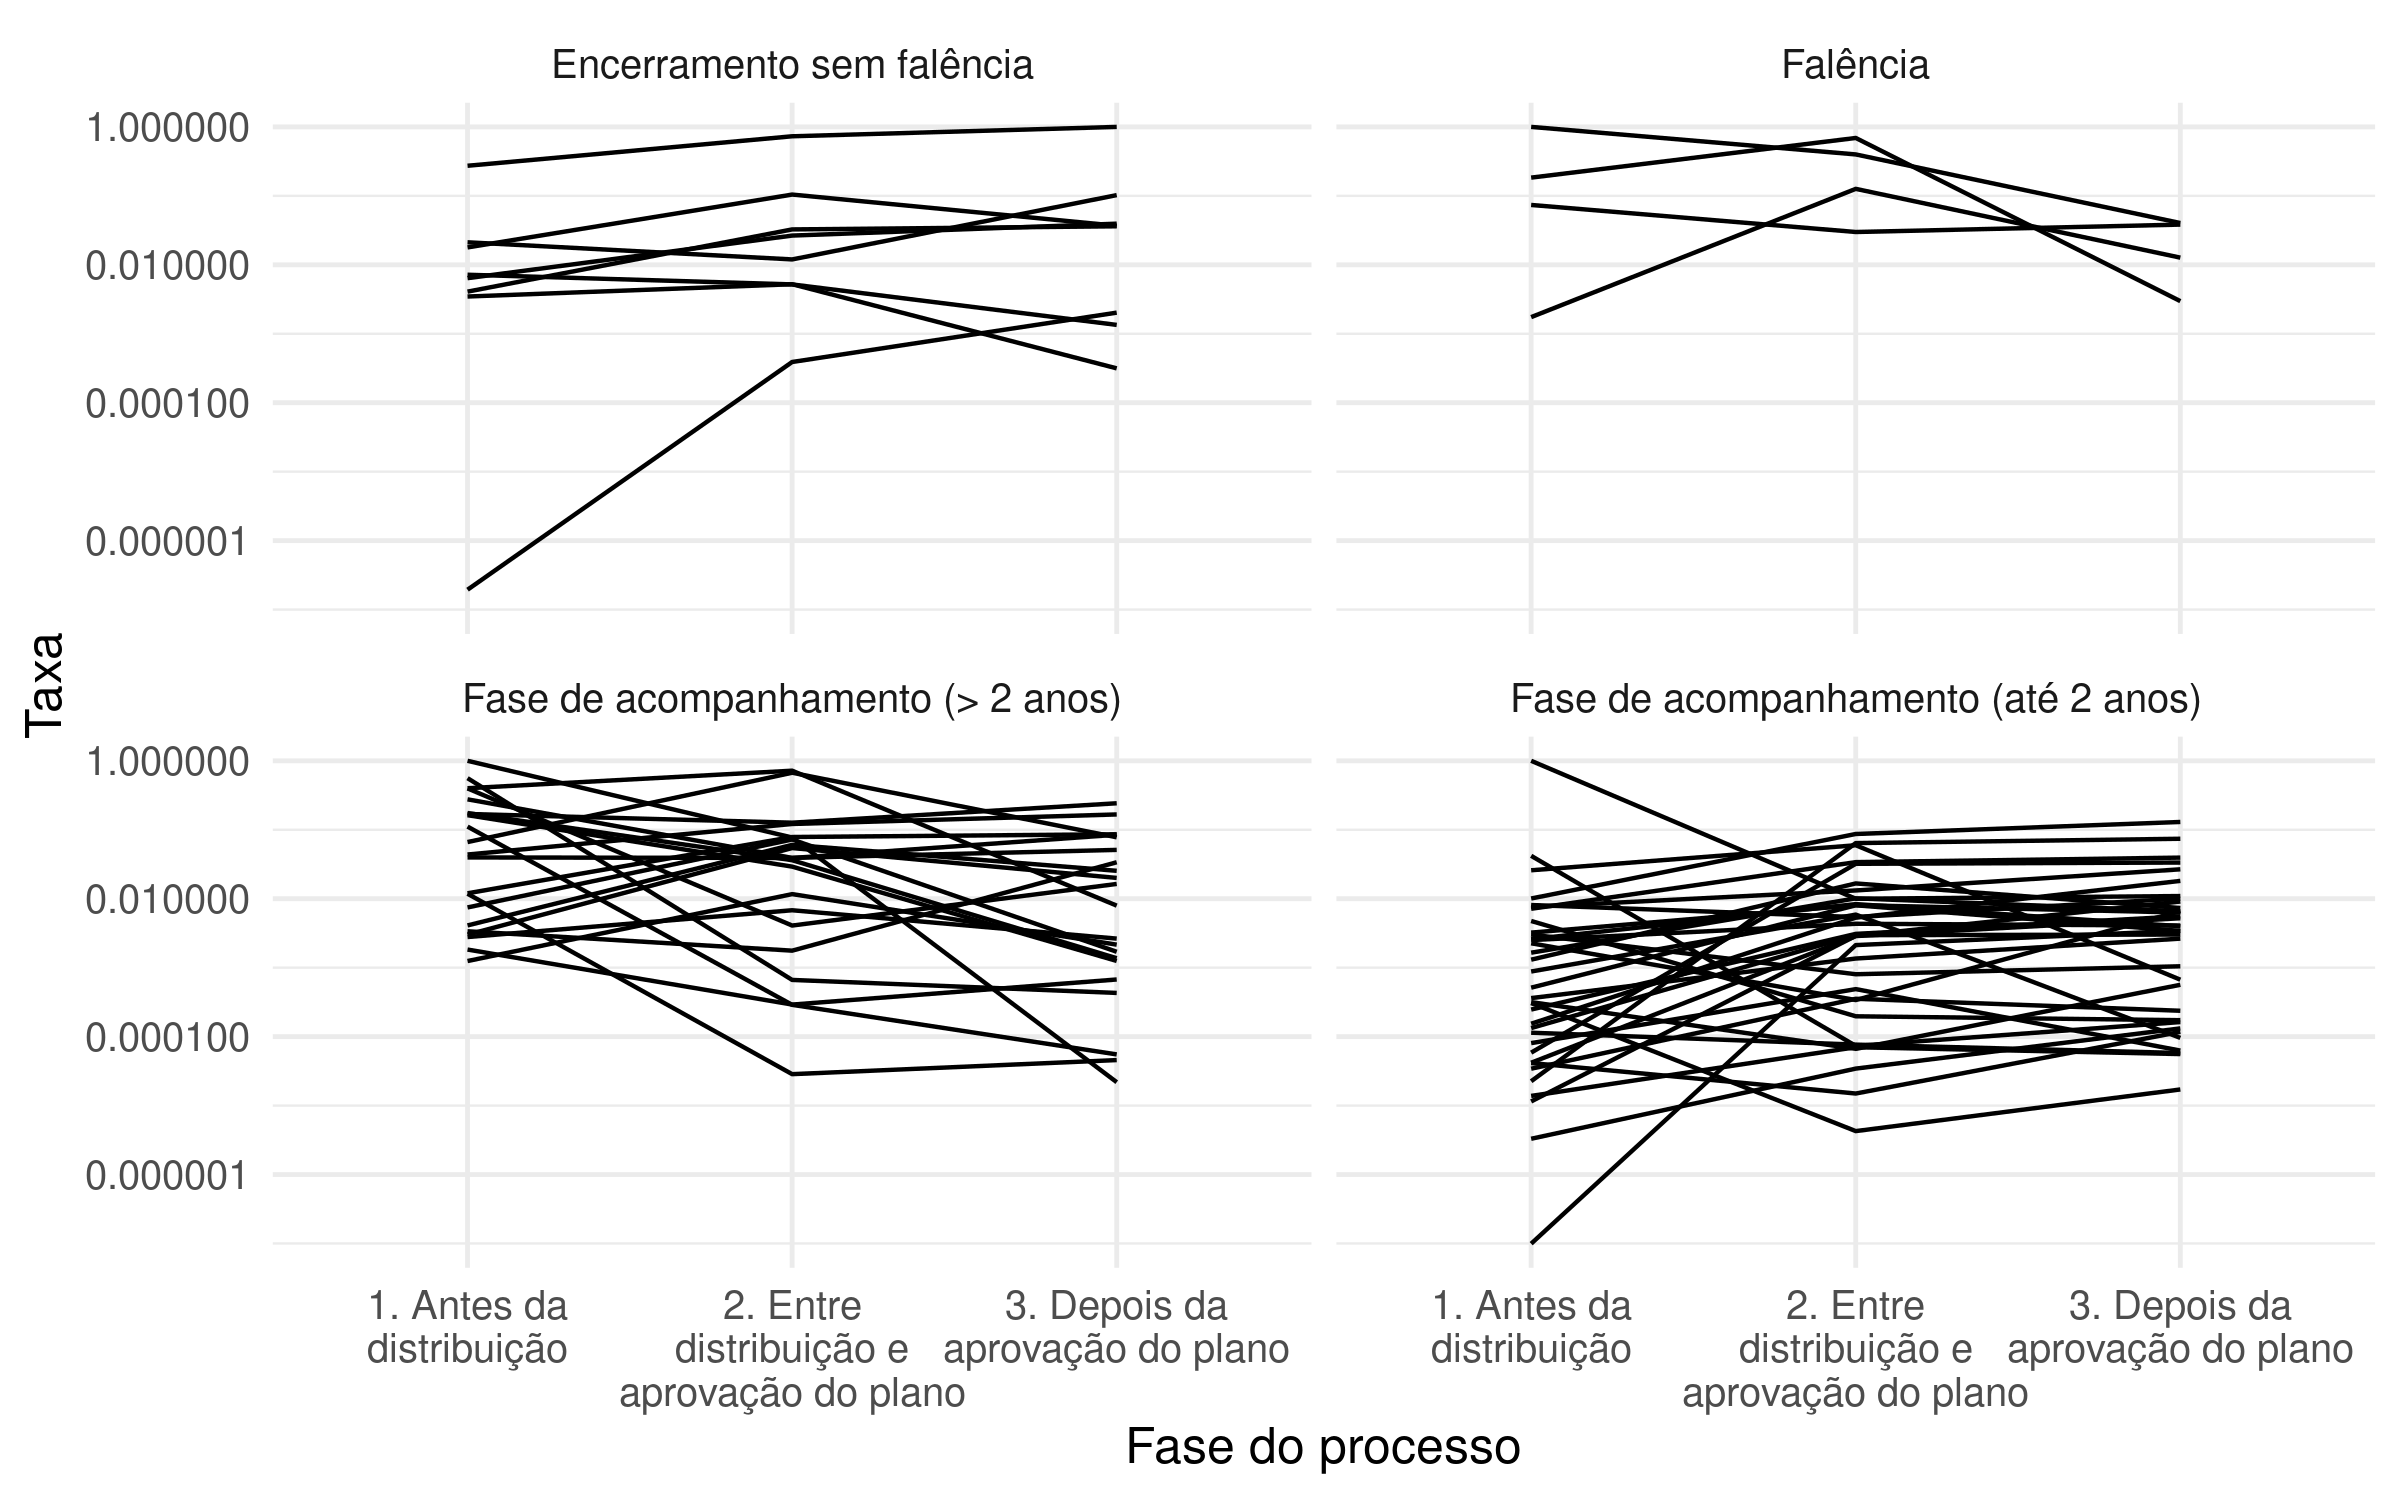 Encerramento sem falência
Falência
1.000000
0.010000
0.000100
0.000001
Taxa
Fase de acompanhamento (> 2 anos)
Fase de acompanhamento (até 2 anos)
1.000000
0.010000
0.000100
0.000001
1. Antes da
distribuição
2. Entre
distribuição e
aprovação do plano
3. Depois da
aprovação do plano
1. Antes da
distribuição
2. Entre
distribuição e
aprovação do plano
3. Depois da
aprovação do plano
Fase do processo